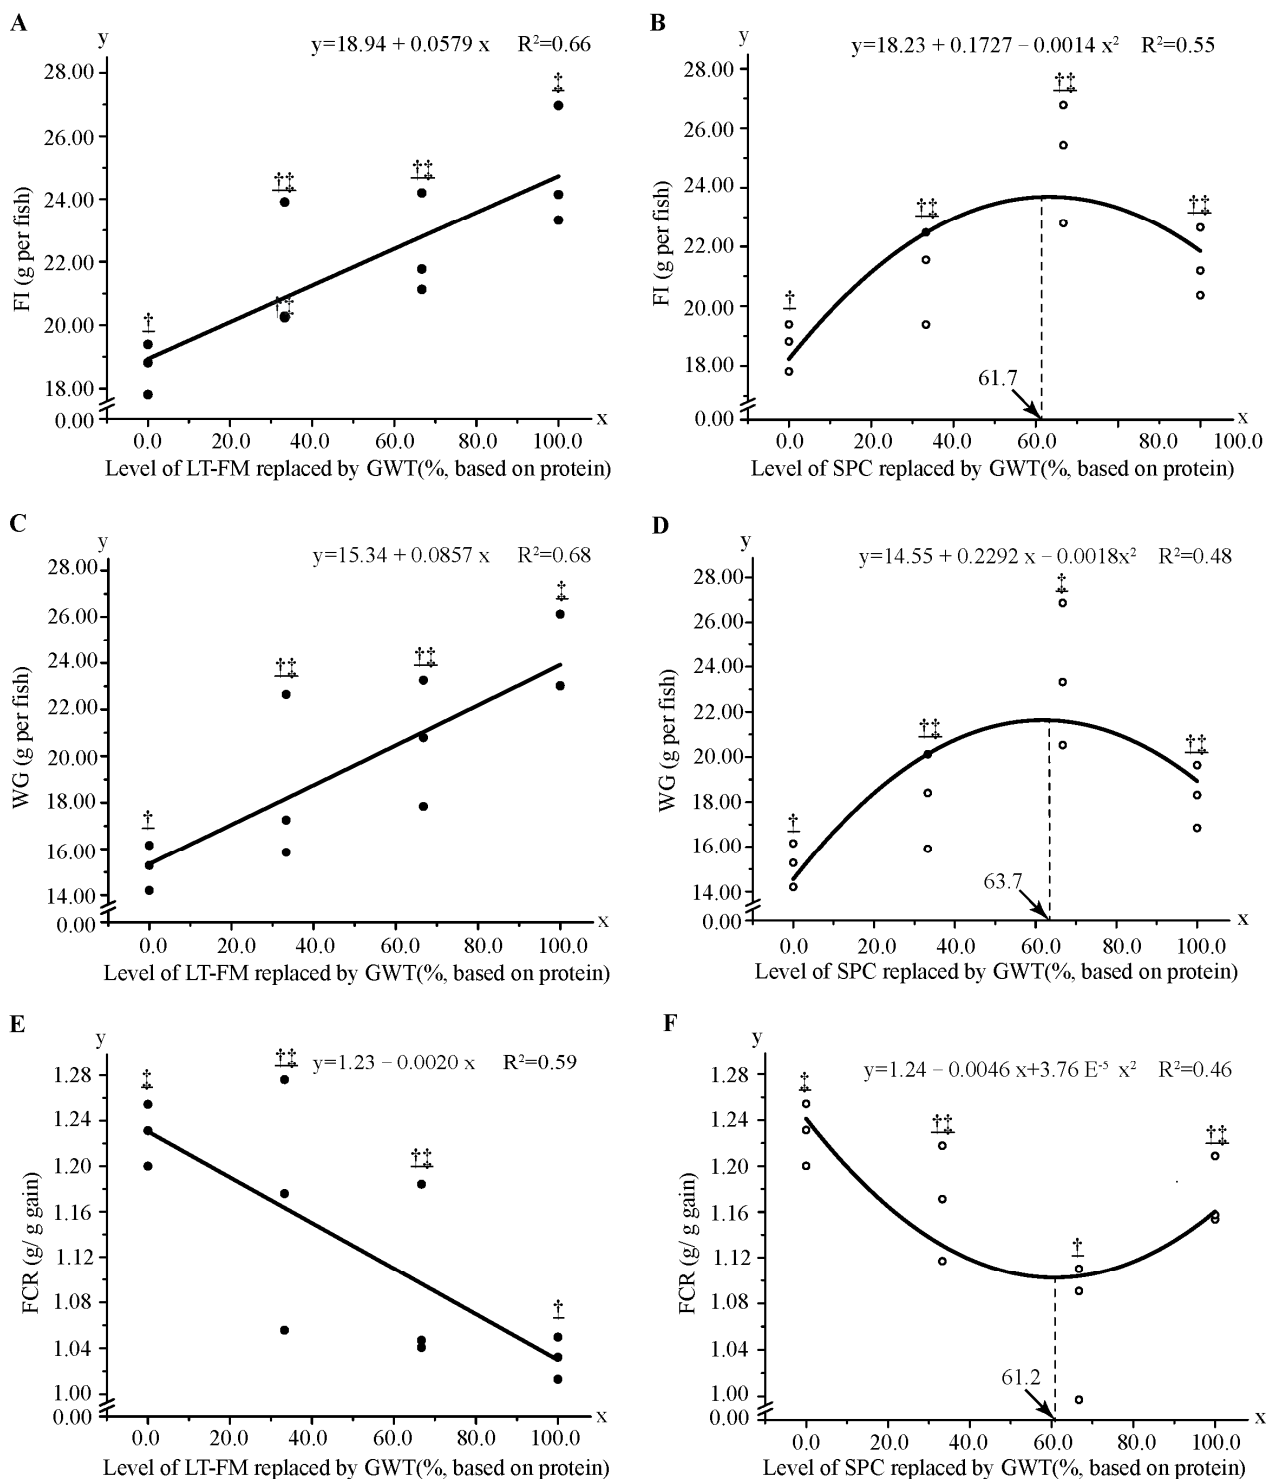 A
y
y=18.94 + 0.0579 x R²=0.66
28.00
26.00
24.00
22.00
20.00
18.00
0.00
FI (g per fish)
‡
†‡
†‡
†‡
†
x
0.0 20.0 40.0 60.0 80.0 100.0
Level of LT-FM replaced by GWT(%, based on protein)
B
y
y=18.23 + 0.1727 – 0.0014 x² R²=0.55
28.00
26.00
24.00
22.00
20.00
18.00
0.00
FI (g per fish)
†‡
†‡
†‡
†
61.7
x
0.0 20.0 40.0 60.0 80.0 100.0
Level of SPC replaced by GWT(%, based on protein)
C
y
y=15.34 + 0.0857 x R²=0.68
28.00
26.00
24.00
22.00
20.00
18.00
16.00
14.00
0.00
WG (g per fish)
‡
†‡
†‡
†
x
0.0 20.0 40.0 60.0 80.0 100.0
Level of LT-FM replaced by GWT(%, based on protein)
D
y
y=14.55 + 0.2292 x – 0.0018x² R²=0.48
28.00
26.00
24.00
22.00
20.00
18.00
16.00
14.00
0.00
WG (g per fish)
‡
†‡
†‡
†
63.7
x
0.0 20.0 40.0 60.0 80.0 100.0
Level of SPC replaced by GWT(%, based on protein)
E
y
y=1.23 – 0.0020 x R²=0.59
1.28
1.24
1.20
1.16
1.12
1.08
1.04
1.00
0.00
FCR (g/ g gain)
‡
†‡
†‡
†
x
0.0 20.0 40.0 60.0 80.0 100.0
Level of LT-FM replaced by GWT(%, based on protein)
F
y
y=1.24 – 0.0046 x+3.76 E⁻⁵ x² R²=0.46
1.28
1.24
1.20
1.16
1.12
1.08
1.04
1.00
0.00
FCR (g/ g gain)
‡
†‡
†‡
†
61.2
x
0.0 20.0 40.0 60.0 80.0 100.0
Level of SPC replaced by GWT(%, based on protein)